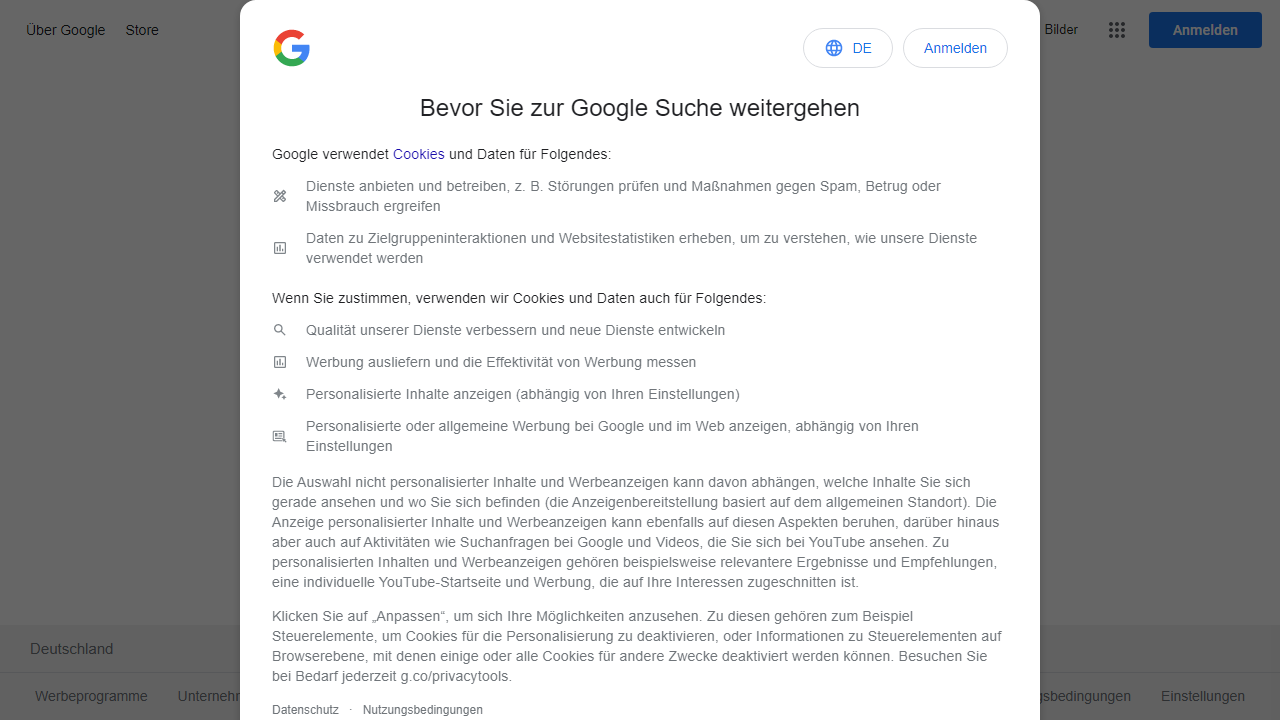 Über Google Store Bilder Anmelden
DE Anmelden
Bevor Sie zur Google Suche weitergehen
Google verwendet Cookies und Daten für Folgendes:
Dienste anbieten und betreiben, z. B. Störungen prüfen und Maßnahmen gegen Spam, Betrug oder
Missbrauch ergreifen
Daten zu Zielgruppeninteraktionen und Websitestatistiken erheben, um zu verstehen, wie unsere Dienste
verwendet werden
Wenn Sie zustimmen, verwenden wir Cookies und Daten auch für Folgendes:
Qualität unserer Dienste verbessern und neue Dienste entwickeln
Werbung ausliefern und die Effektivität von Werbung messen
Personalisierte Inhalte anzeigen (abhängig von Ihren Einstellungen)
Personalisierte oder allgemeine Werbung bei Google und im Web anzeigen, abhängig von Ihren
Einstellungen
Die Auswahl nicht personalisierter Inhalte und Werbeanzeigen kann davon abhängen, welche Inhalte Sie sich
gerade ansehen und wo Sie sich befinden (die Anzeigenbereitstellung basiert auf dem allgemeinen Standort). Die
Anzeige personalisierter Inhalte und Werbeanzeigen kann ebenfalls auf diesen Aspekten beruhen, darüber hinaus
aber auch auf Aktivitäten wie Suchanfragen bei Google und Videos, die Sie sich bei YouTube ansehen. Zu
personalisierten Inhalten und Werbeanzeigen gehören beispielsweise relevantere Ergebnisse und Empfehlungen,
eine individuelle YouTube-Startseite und Werbung, die auf Ihre Interessen zugeschnitten ist.
Klicken Sie auf „Anpassen“, um sich Ihre Möglichkeiten anzusehen. Zu diesen gehören zum Beispiel
Steuerelemente, um Cookies für die Personalisierung zu deaktivieren, oder Informationen zu Steuerelementen auf
Browserebene, mit denen einige oder alle Cookies für andere Zwecke deaktiviert werden können. Besuchen Sie
bei Bedarf jederzeit g.co/privacytools.
Datenschutz · Nutzungsbedingungen
Deutschland
Werbeprogramme Unternehr gsbedingungen Einstellungen